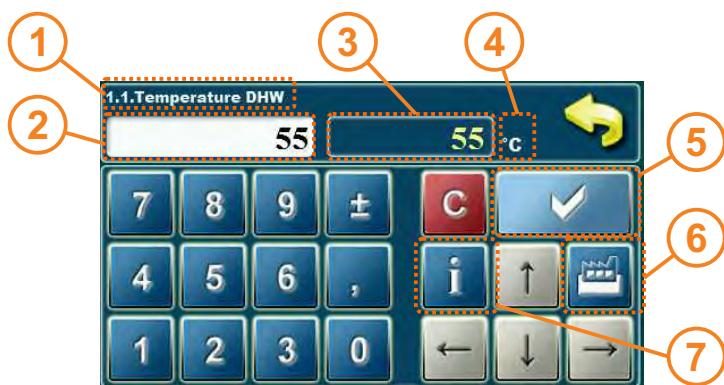 1 3 4
1.1.Temperature DHW
2 55 55 °C
5
7 8 9 ± C
6
4 5 6 , i ↑
1 2 3 0 ← ↓ →
7